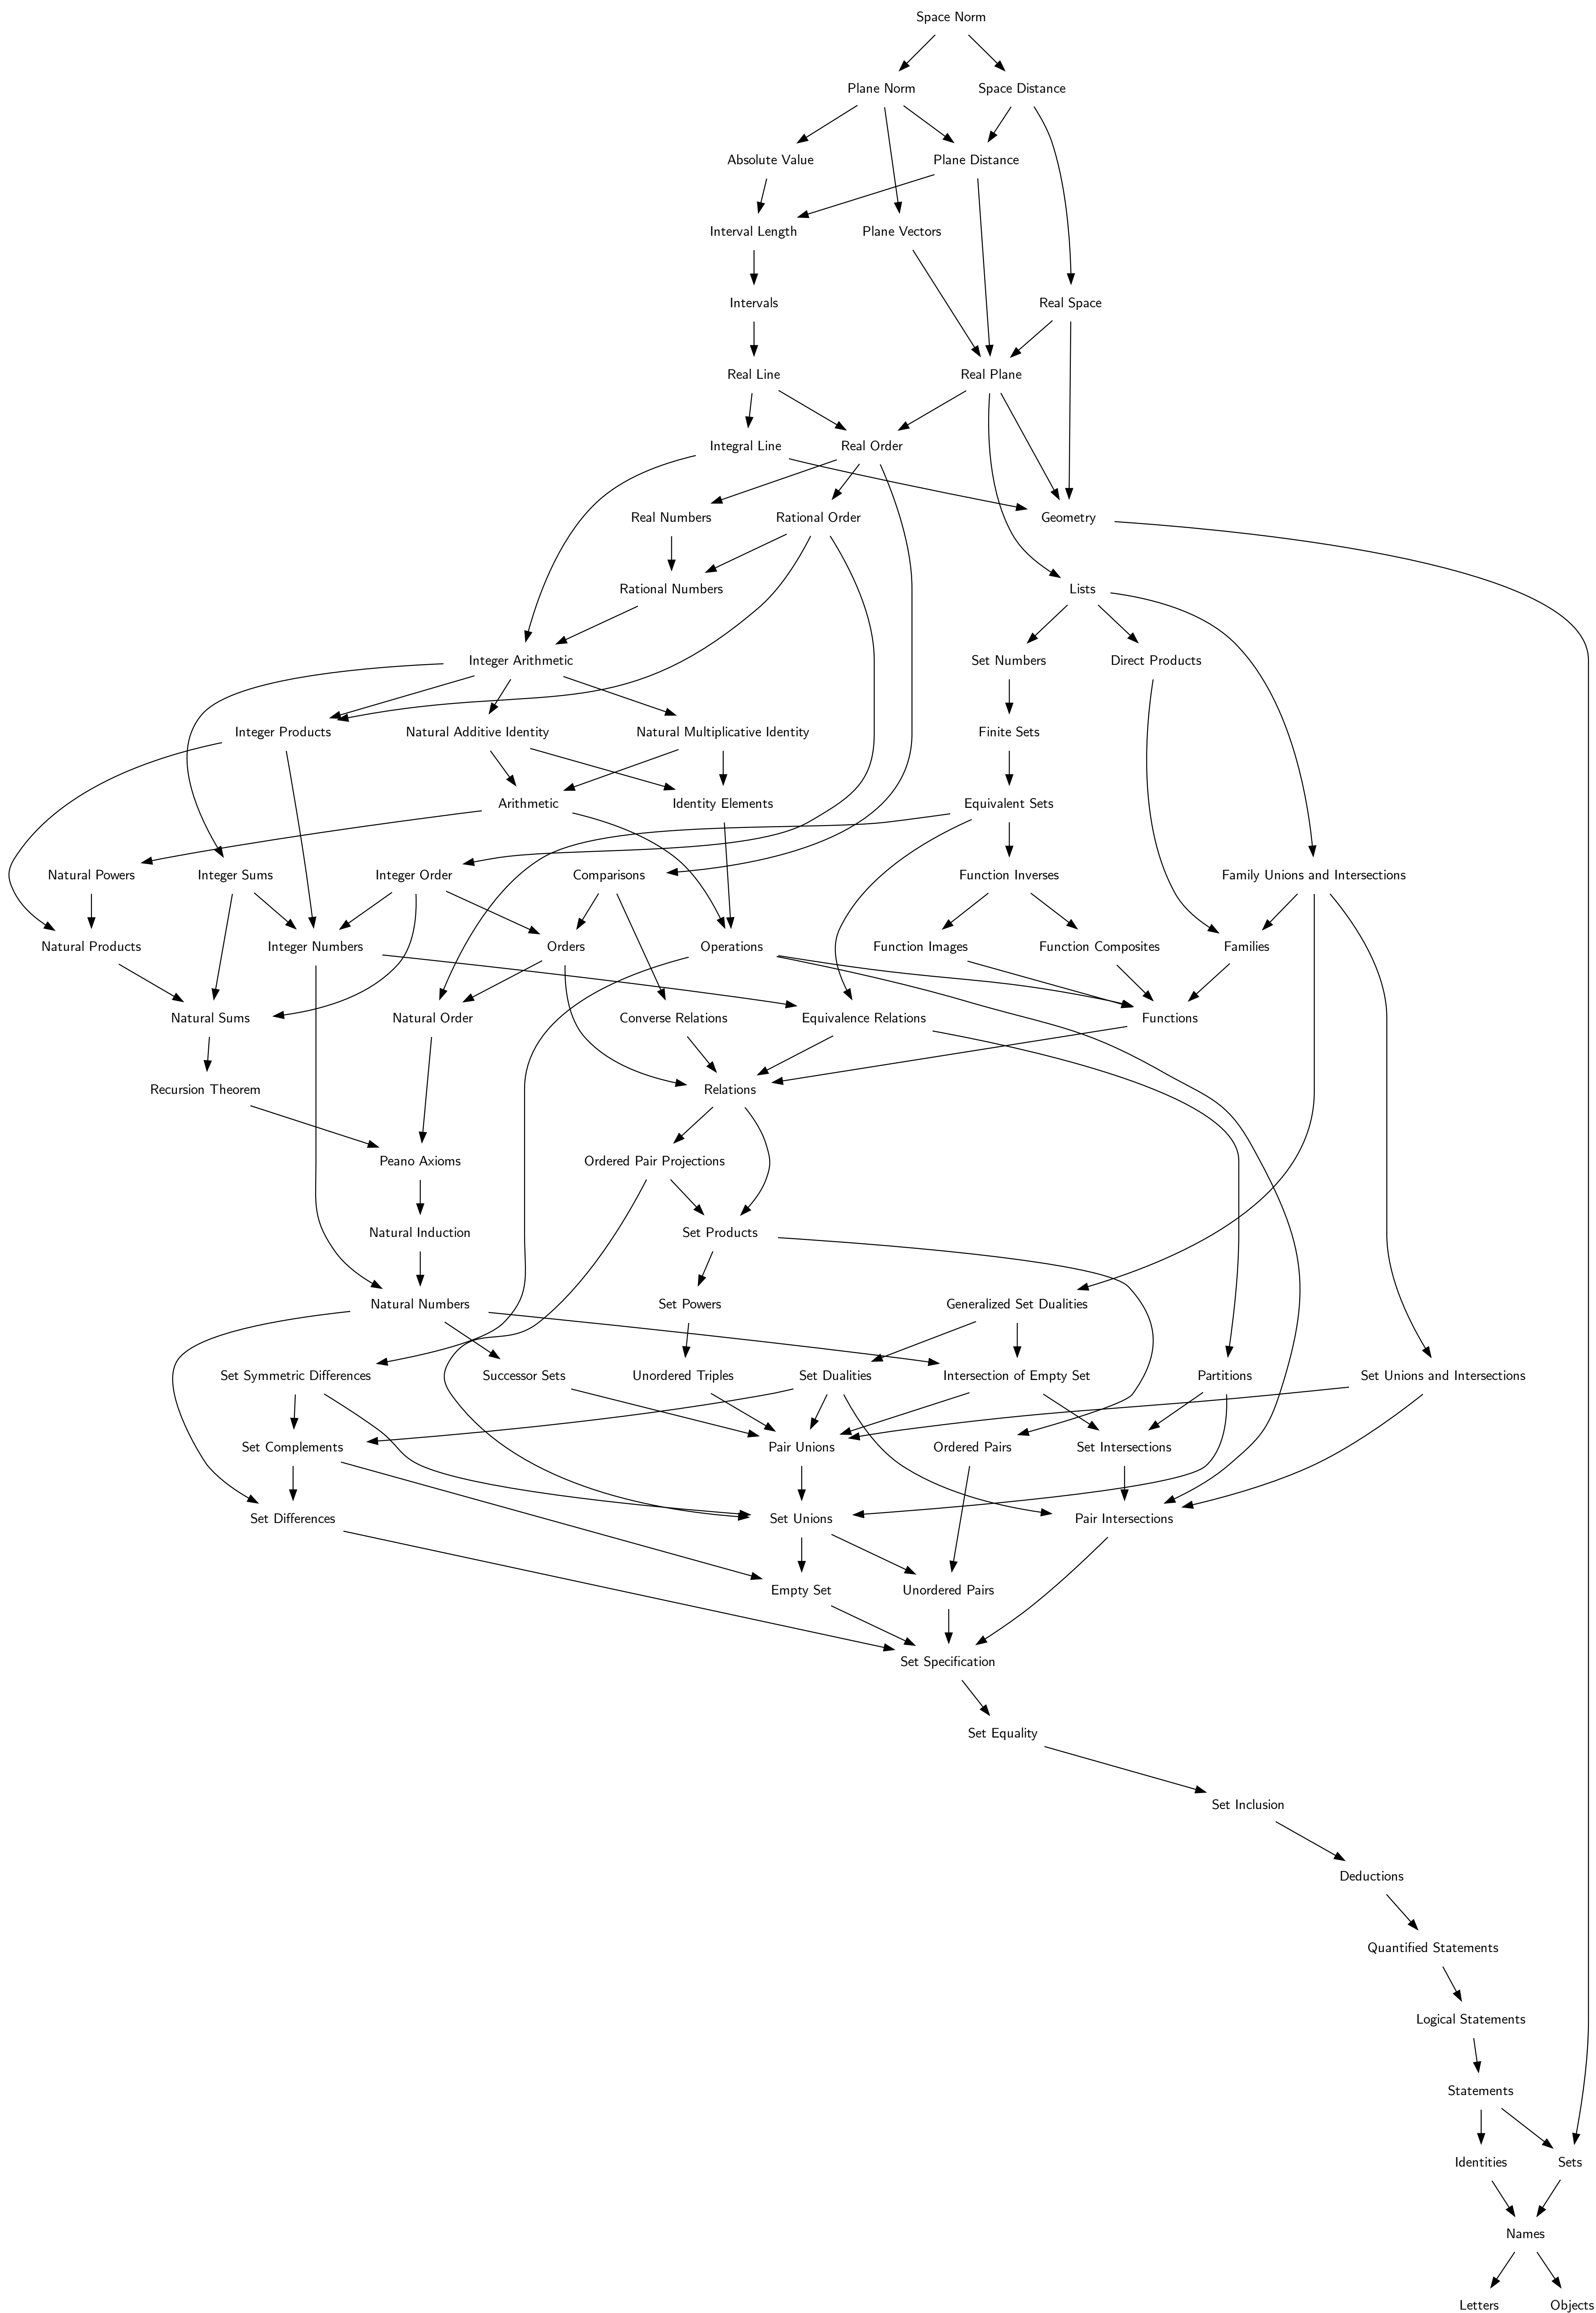 Space Norm
Plane Norm
Space Distance
Absolute Value
Plane Distance
Interval Length
Plane Vectors
Intervals
Real Space
Real Line
Real Plane
Integral Line
Real Order
Real Numbers
Rational Order
Geometry
Rational Numbers
Lists
Integer Arithmetic
Set Numbers
Direct Products
Integer Products
Natural Additive Identity
Natural Multiplicative Identity
Finite Sets
Arithmetic
Identity Elements
Equivalent Sets
Natural Powers
Integer Sums
Integer Order
Comparisons
Function Inverses
Family Unions and Intersections
Natural Products
Integer Numbers
Orders
Operations
Function Images
Function Composites
Families
Natural Sums
Natural Order
Converse Relations
Equivalence Relations
Functions
Recursion Theorem
Relations
Peano Axioms
Ordered Pair Projections
Natural Induction
Set Products
Natural Numbers
Set Powers
Generalized Set Dualities
Set Symmetric Differences
Successor Sets
Unordered Triples
Set Dualities
Intersection of Empty Set
Partitions
Set Unions and Intersections
Set Complements
Pair Unions
Ordered Pairs
Set Intersections
Set Differences
Set Unions
Pair Intersections
Empty Set
Unordered Pairs
Set Specification
Set Equality
Set Inclusion
Deductions
Quantified Statements
Logical Statements
Statements
Identities
Sets
Names
Letters
Objects